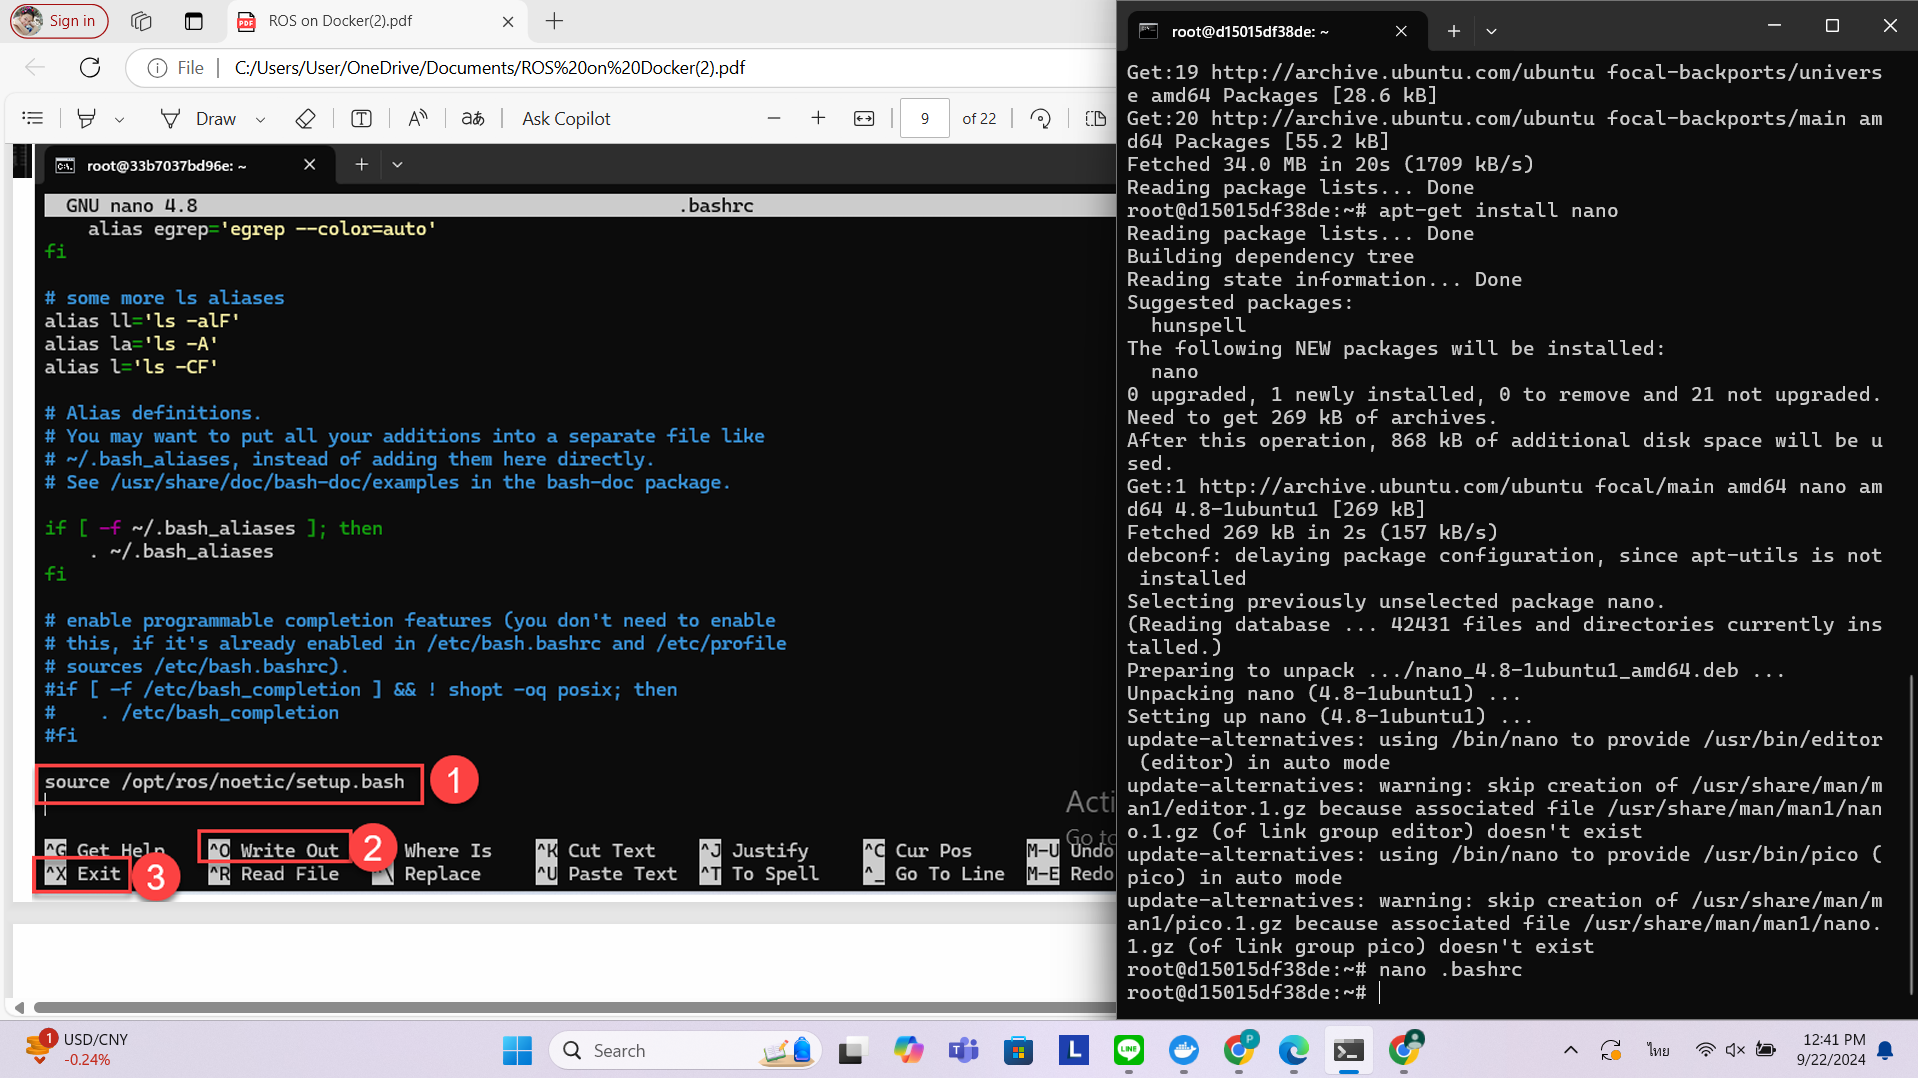 Sign in
ROS on Docker(2).pdf
File
C:/Users/User/OneDrive/Documents/ROS%20on%20Docker(2).pdf
Draw
aあ
Ask Copilot
9
of 22
root@33b7037bd96e: ~
GNU nano 4.8
.bashrc
alias egrep='egrep --color=auto'
fi
# some more ls aliases
alias ll='ls -alF'
alias la='ls -A'
alias l='ls -CF'
# Alias definitions.
# You may want to put all your additions into a separate file like
# ~/.bash_aliases, instead of adding them here directly.
# See /usr/share/doc/bash-doc/examples in the bash-doc package.
if [ -f ~/.bash_aliases ]; then
. ~/.bash_aliases
fi
# enable programmable completion features (you don't need to enable
# this, if it's already enabled in /etc/bash.bashrc and /etc/profile
# sources /etc/bash.bashrc).
#if [ -f /etc/bash_completion ] && ! shopt -oq posix; then
#    . /etc/bash_completion
#fi
source /opt/ros/noetic/setup.bash
1
Acti
Go to
^G Get Help
^O Write Out
2
Where Is
^K Cut Text
^J Justify
^C Cur Pos
M-U Undo
^X Exit
3
^R Read File
^\ Replace
^U Paste Text
^T To Spell
^_ Go To Line
M-E Redo
root@d15015df38de: ~
Get:19 http://archive.ubuntu.com/ubuntu focal-backports/univers
e amd64 Packages [28.6 kB]
Get:20 http://archive.ubuntu.com/ubuntu focal-backports/main am
d64 Packages [55.2 kB]
Fetched 34.0 MB in 20s (1709 kB/s)
Reading package lists... Done
root@d15015df38de:~# apt-get install nano
Reading package lists... Done
Building dependency tree
Reading state information... Done
Suggested packages:
hunspell
The following NEW packages will be installed:
nano
0 upgraded, 1 newly installed, 0 to remove and 21 not upgraded.
Need to get 269 kB of archives.
After this operation, 868 kB of additional disk space will be u
sed.
Get:1 http://archive.ubuntu.com/ubuntu focal/main amd64 nano am
d64 4.8-1ubuntu1 [269 kB]
Fetched 269 kB in 2s (157 kB/s)
debconf: delaying package configuration, since apt-utils is not
installed
Selecting previously unselected package nano.
(Reading database ... 42431 files and directories currently ins
talled.)
Preparing to unpack .../nano_4.8-1ubuntu1_amd64.deb ...
Unpacking nano (4.8-1ubuntu1) ...
Setting up nano (4.8-1ubuntu1) ...
update-alternatives: using /bin/nano to provide /usr/bin/editor
(editor) in auto mode
update-alternatives: warning: skip creation of /usr/share/man/m
an1/editor.1.gz because associated file /usr/share/man/man1/nan
o.1.gz (of link group editor) doesn't exist
update-alternatives: using /bin/nano to provide /usr/bin/pico (
pico) in auto mode
update-alternatives: warning: skip creation of /usr/share/man/m
an1/pico.1.gz because associated file /usr/share/man/man1/nano.
1.gz (of link group pico) doesn't exist
root@d15015df38de:~# nano .bashrc
root@d15015df38de:~#
1
USD/CNY
-0.24%
Search
L
LINE
P
ไทย
12:41 PM
9/22/2024